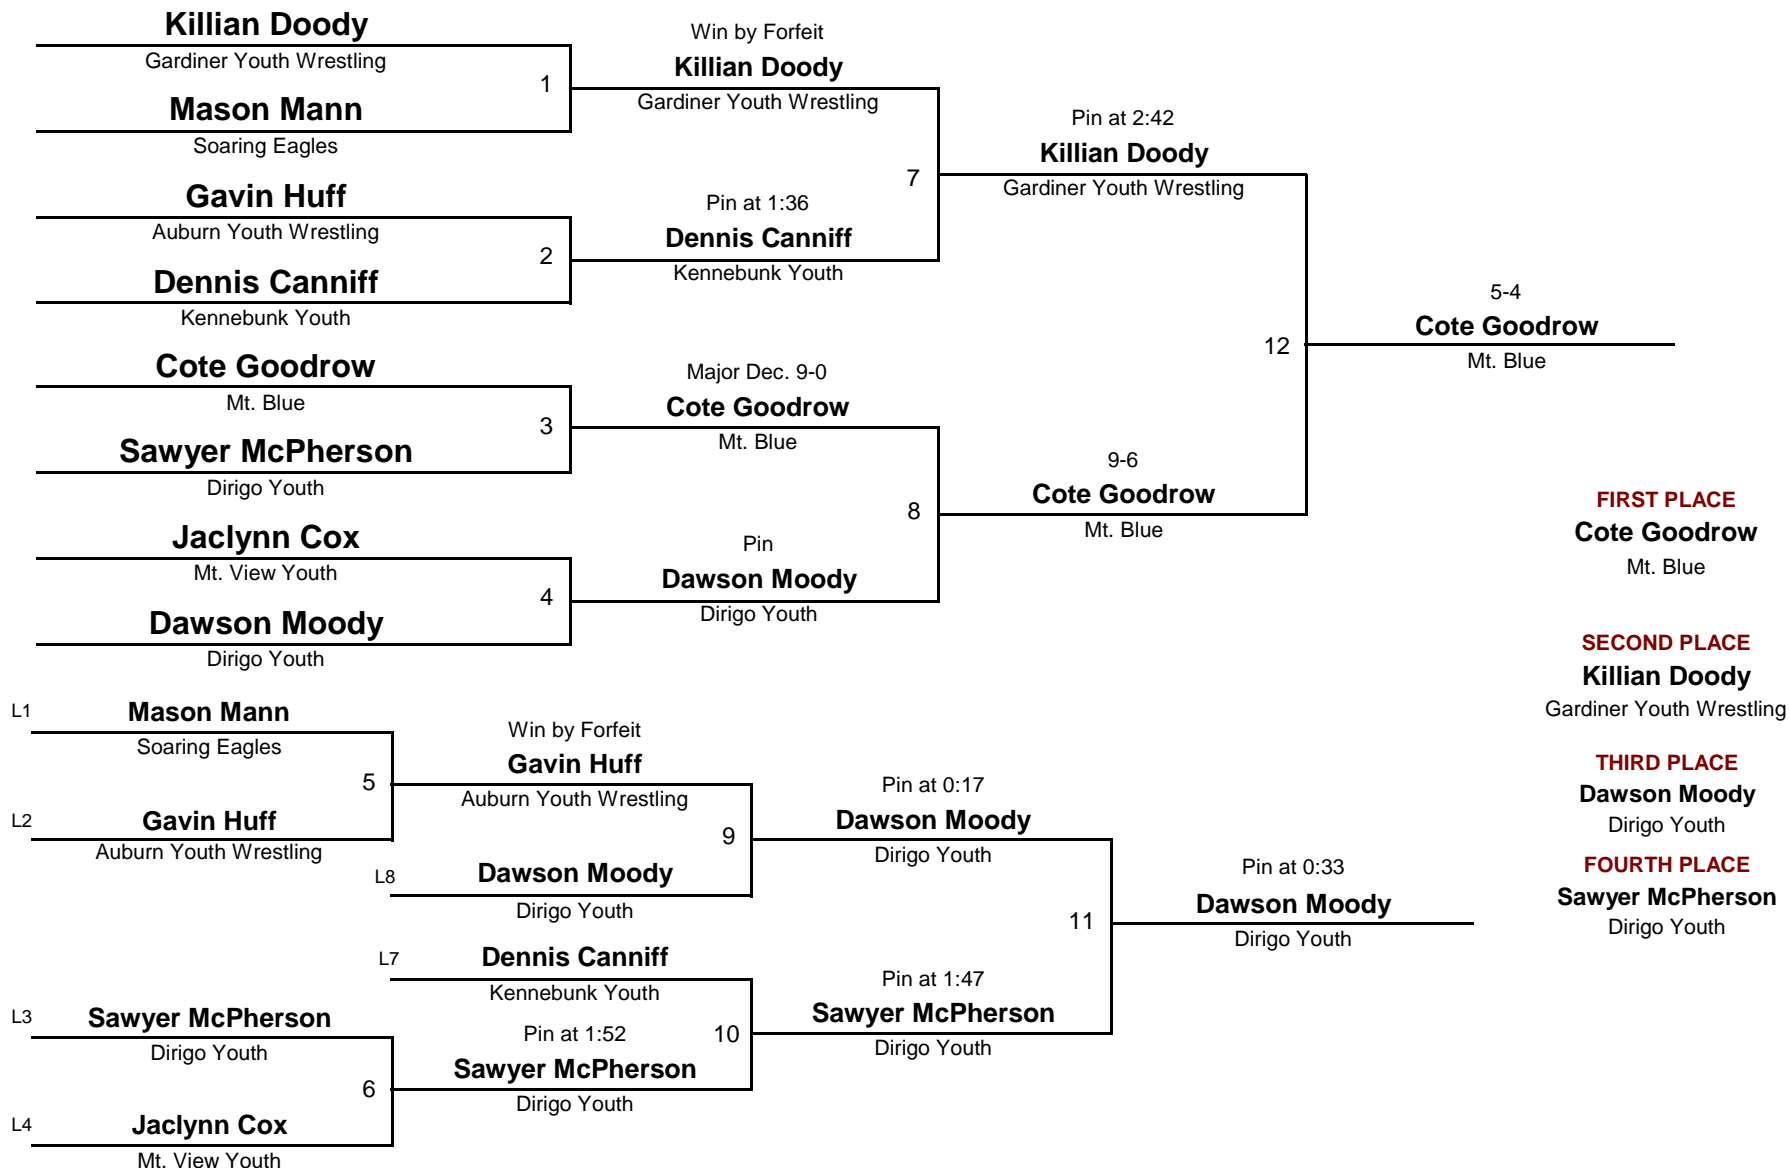 Killian Doody
Gardiner Youth Wrestling
1
Mason Mann
Soaring Eagles
Gavin Huff
Auburn Youth Wrestling
2
Dennis Canniff
Kennebunk Youth
Cote Goodrow
Mt. Blue
3
Sawyer McPherson
Dirigo Youth
Jaclynn Cox
Mt. View Youth
4
Dawson Moody
Dirigo Youth
Win by Forfeit
Killian Doody
Gardiner Youth Wrestling
7
Pin at 1:36
Dennis Canniff
Kennebunk Youth
Major Dec. 9-0
Cote Goodrow
Mt. Blue
8
Pin
Dawson Moody
Dirigo Youth
Pin at 2:42
Killian Doody
Gardiner Youth Wrestling
12
9-6
Cote Goodrow
Mt. Blue
5-4
Cote Goodrow
Mt. Blue
FIRST PLACE
Cote Goodrow
Mt. Blue
SECOND PLACE
Killian Doody
Gardiner Youth Wrestling
THIRD PLACE
Dawson Moody
Dirigo Youth
FOURTH PLACE
Sawyer McPherson
Dirigo Youth
L1 Mason Mann
Soaring Eagles
5
L2 Gavin Huff
Auburn Youth Wrestling
L3 Sawyer McPherson
Dirigo Youth
6
L4 Jaclynn Cox
Mt. View Youth
Win by Forfeit
Gavin Huff
Auburn Youth Wrestling
9
L8 Dawson Moody
Dirigo Youth
L7 Dennis Canniff
Kennebunk Youth
10
Pin at 1:52
Sawyer McPherson
Dirigo Youth
Pin at 0:17
Dawson Moody
Dirigo Youth
11
Pin at 1:47
Sawyer McPherson
Dirigo Youth
Pin at 0:33
Dawson Moody
Dirigo Youth